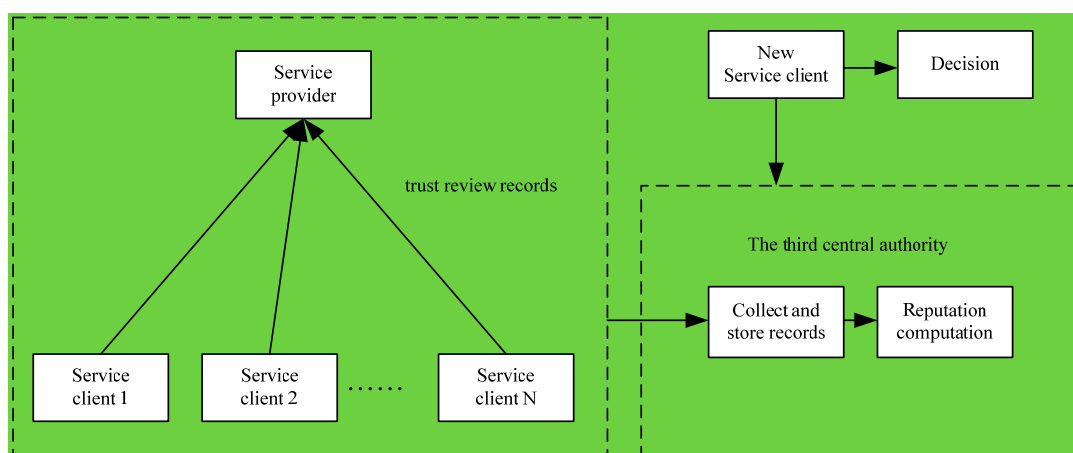 Service
provider
New
Service client
Decision
trust review records
The third central authority
Collect and
store records
Reputation
computation
Service
client 1
Service
client 2
......
Service
client N